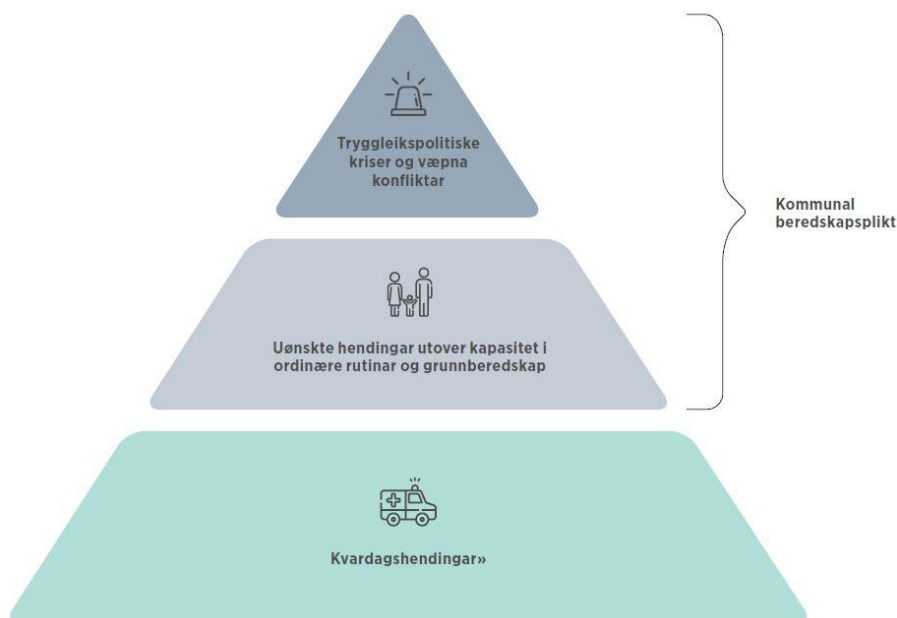 Tryggleikspolitiske
kriser og væpna
konfliktar
Kommunal
beredskapsplikt
Uønskte hendingar utover kapasitet i
ordinære rutinar og grunnberedskap
Kvardagshendingar»